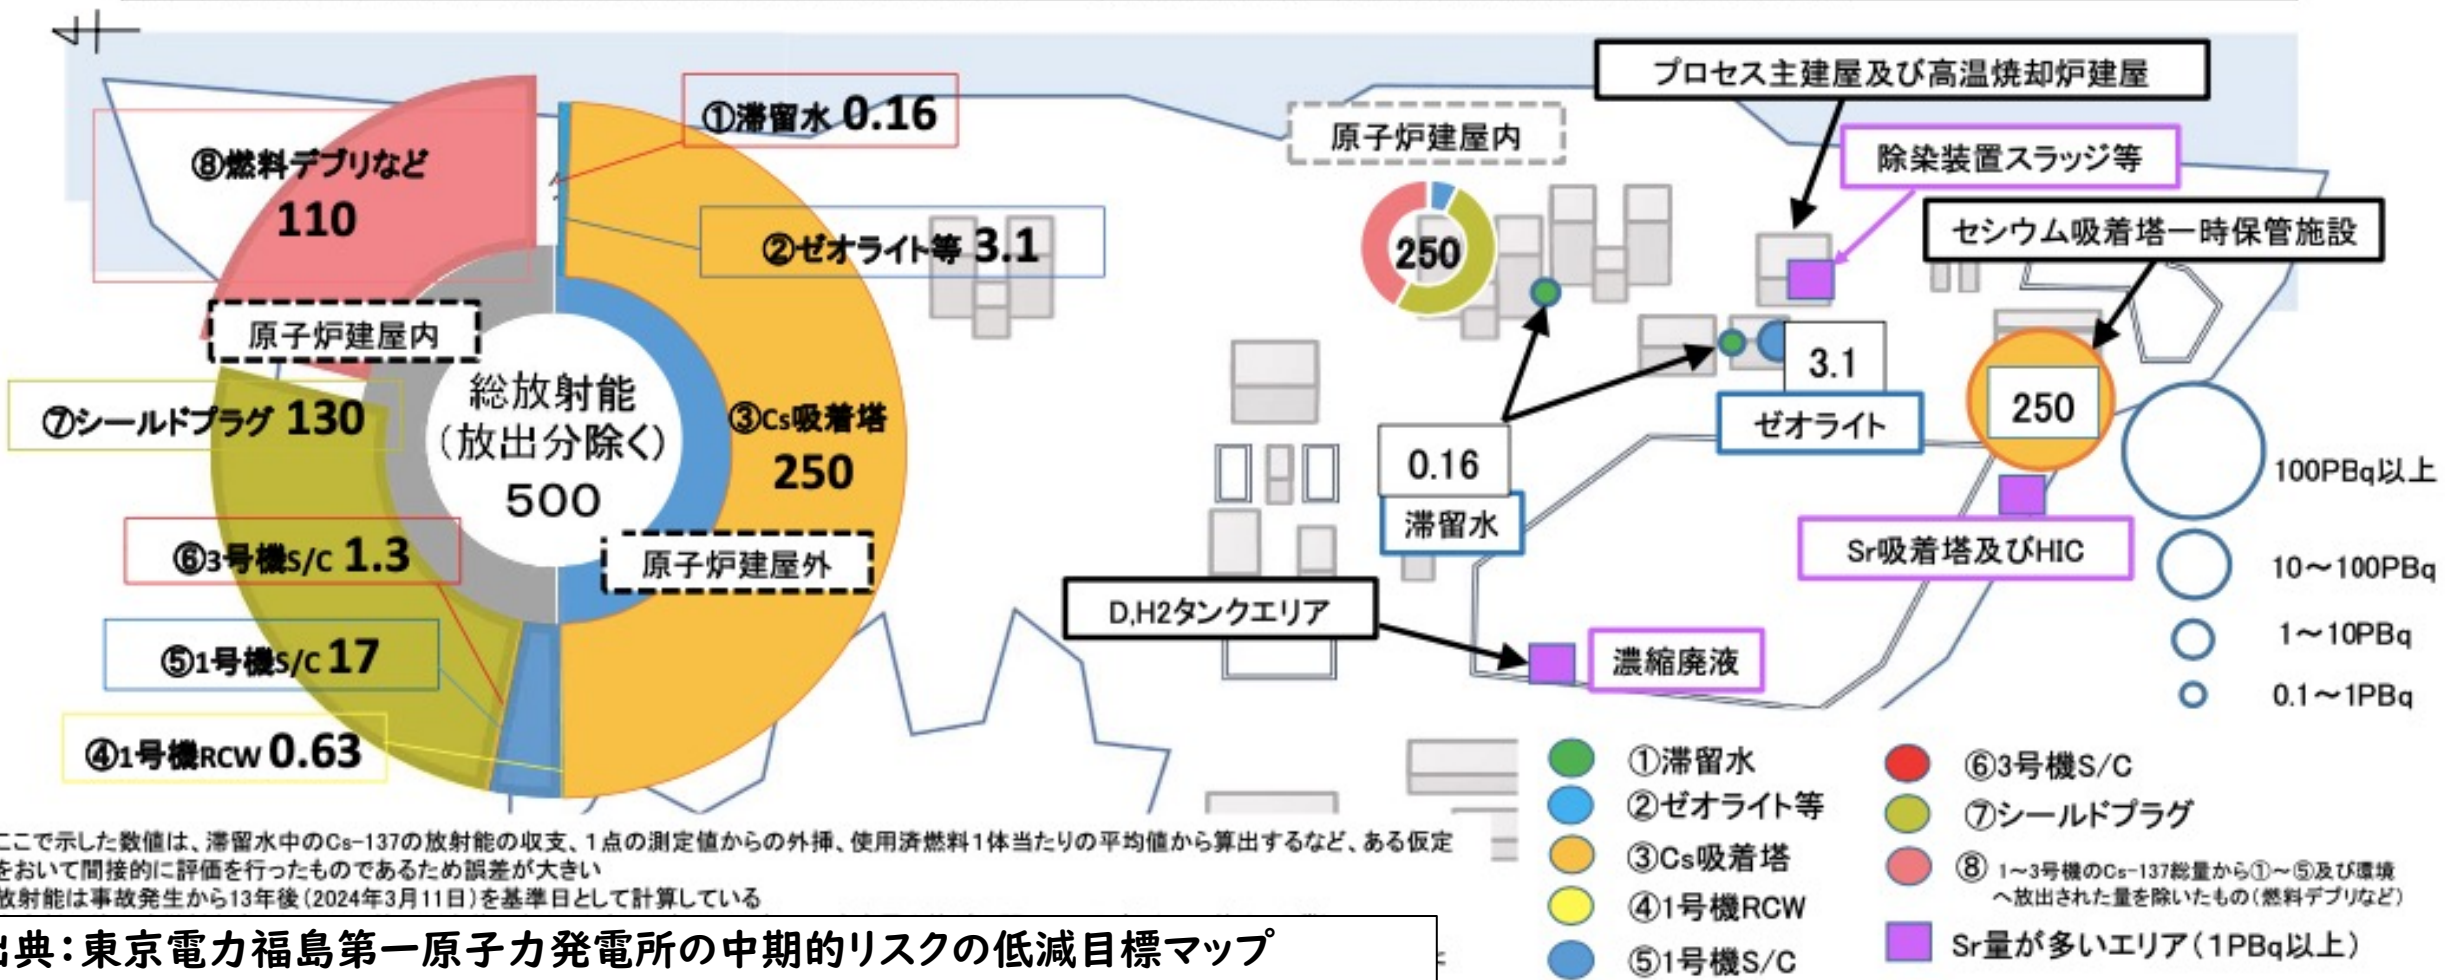 ①滞留水 0.16
⑧燃料デブリなど
110
②ゼオライト等 3.1
原子炉建屋内
⑦シールドプラグ 130
総放射能
(放出分除く)
500
③Cs吸着塔
250
⑥3号機S/C 1.3
原子炉建屋外
⑤1号機S/C 17
④1号機RCW 0.63
プロセス主建屋及び高温焼却炉建屋
原子炉建屋内
除染装置スラッジ等
250
セシウム吸着塔一時保管施設
3.1
ゼオライト
250
0.16
滞留水
Sr吸着塔及びHIC
D,H2タンクエリア
濃縮廃液
100PBq以上
10～100PBq
1～10PBq
0.1～1PBq
①滞留水
②ゼオライト等
③Cs吸着塔
④1号機RCW
⑤1号機S/C
⑥3号機S/C
⑦シールドプラグ
⑧ 1～3号機のCs-137総量から①～⑤及び環境
へ放出された量を除いたもの(燃料デブリなど)
Sr量が多いエリア(1PBq以上)
ここで示した数値は、滞留水中のCs-137の放射能の収支、1点の測定値からの外挿、使用済燃料1体当たりの平均値から算出するなど、ある仮定
をおいて間接的に評価を行ったものであるため誤差が大きい
放射能は事故発生から13年後(2024年3月11日)を基準日として計算している
出典:東京電力福島第一原子力発電所の中期的リスクの低減目標マップ